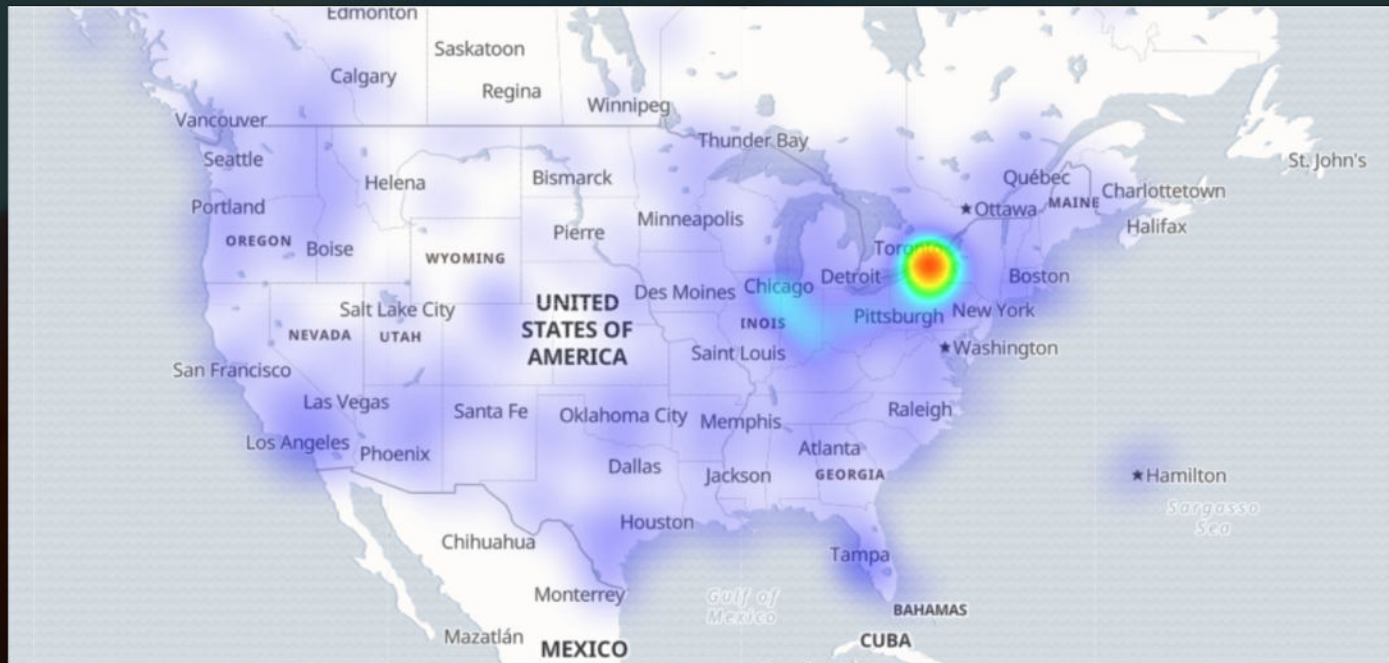 Edmonton
Saskatoon
Calgary
Regina
Winnipeg
Vancouver
Thunder Bay
Seattle
St. John's
Helena
Bismarck
Québec
Charlottetown
MAINE
Portland
Minneapolis
★Ottawa
Halifax
Pierre
OREGON
Boise
Toronto
WYOMING
Detroit
Boston
Chicago
Des Moines
Salt Lake City
UNITED
STATES OF
AMERICA
Pittsburgh
New York
INOIS
NEVADA
UTAH
★Washington
Saint Louis
San Francisco
Las Vegas
Santa Fe
Oklahoma City
Memphis
Raleigh
Los Angeles
Phoenix
Atlanta
Dallas
Jackson
GEORGIA
★Hamilton
Sargasso
Sea
Houston
Chihuahua
Tampa
Monterrey
Gulf of
Mexico
BAHAMAS
Mazatlán
MEXICO
CUBA